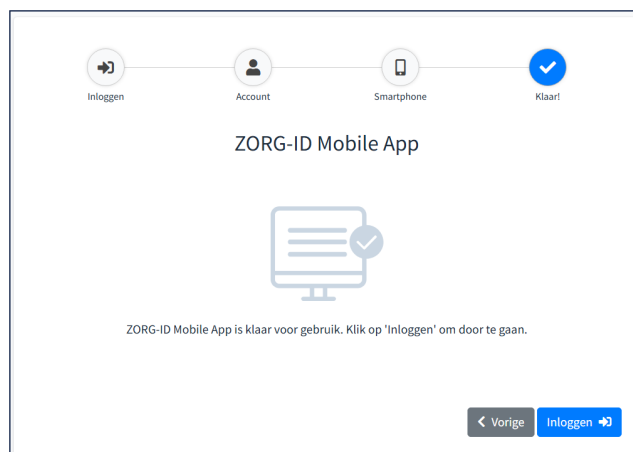 Inloggen
Account
Smartphone
Klaar!
ZORG-ID Mobile App
ZORG-ID Mobile App is klaar voor gebruik. Klik op 'Inloggen' om door te gaan.
Vorige
Inloggen